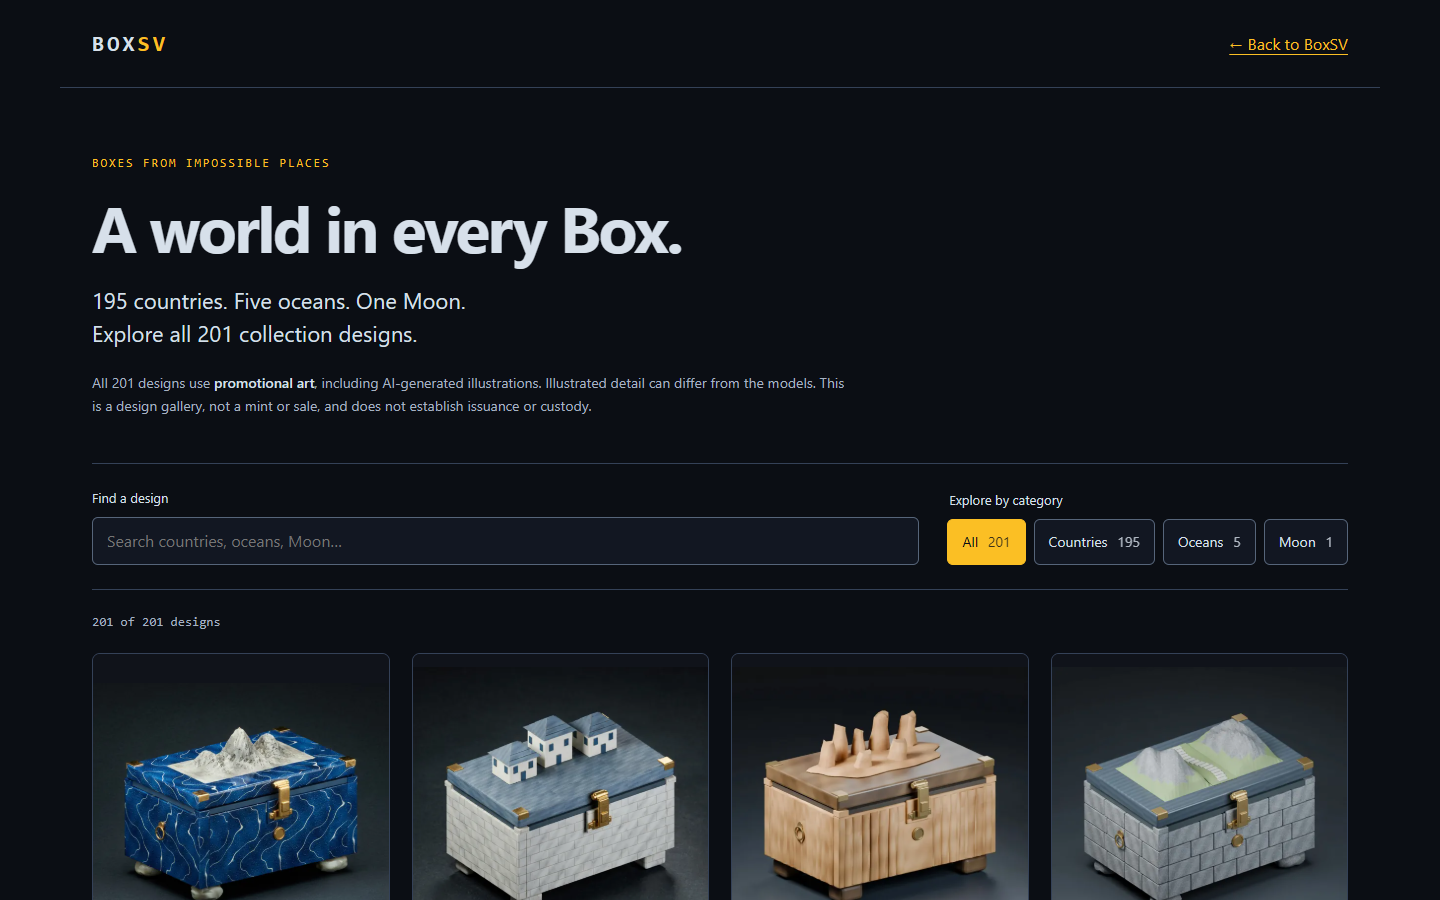 BOXSV
← Back to BoxSV
BOXES FROM IMPOSSIBLE PLACES
A world in every Box.
195 countries. Five oceans. One Moon.
Explore all 201 collection designs.
All 201 designs use promotional art, including AI-generated illustrations. Illustrated detail can differ from the models. This
is a design gallery, not a mint or sale, and does not establish issuance or custody.
Find a design
Search countries, oceans, Moon...
Explore by category
All 201
Countries 195
Oceans 5
Moon 1
201 of 201 designs